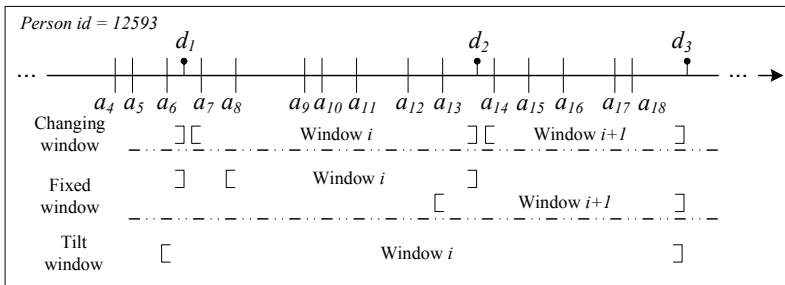 Person id = 12593
d1 d2 d3
... ...
a4 a5 a6 a7 a8 a9 a10 a11 a12 a13 a14 a15 a16 a17 a18
Changing
window
Window i Window i+1
Fixed
window
Window i
Window i+1
Tilt
window
Window i